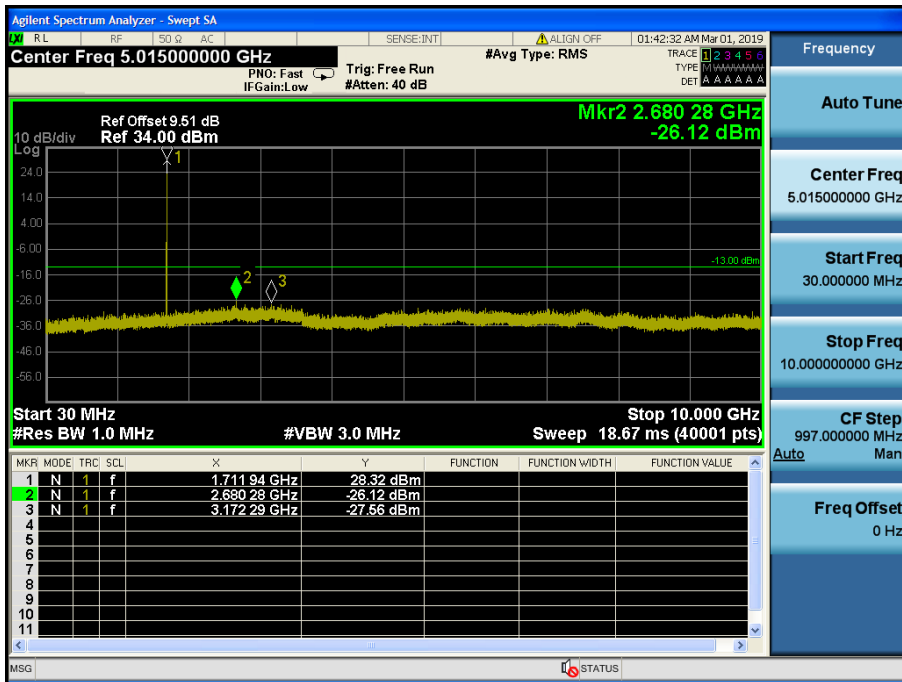 Agilent Spectrum Analyzer - Swept SA
LXI RL RF 50 Ω AC SENSE:INT ALIGN OFF 01:42:32 AM Mar 01, 2019
Center Freq 5.015000000 GHz
PNO: Fast
IFGain:Low
Trig: Free Run
#Atten: 40 dB
#Avg Type: RMS
TRACE 1 2 3 4 5 6
TYPE M WWWWW
DET A A A A A A
Mkr2 2.680 28 GHz
-26.12 dBm
Ref Offset 9.51 dB
10 dB/div Ref 34.00 dBm
Log
1
24.0
14.0
4.00
-6.00
-13.00 dBm
-16.0
2
3
-26.0
-36.0
-46.0
-56.0
Start 30 MHz Stop 10.000 GHz
#Res BW 1.0 MHz #VBW 3.0 MHz Sweep 18.67 ms (40001 pts)
MKR MODE TRC SCL X Y FUNCTION FUNCTION WIDTH FUNCTION VALUE
1 N 1 f 1.711 94 GHz 28.32 dBm
2 N 1 f 2.680 28 GHz -26.12 dBm
3 N 1 f 3.172 29 GHz -27.56 dBm
4
5
6
7
8
9
10
11
MSG STATUS
Frequency
Auto Tune
Center Freq
5.015000000 GHz
Start Freq
30.000000 MHz
Stop Freq
10.000000000 GHz
CF Step
997.000000 MHz
Auto Man
Freq Offset
0 Hz